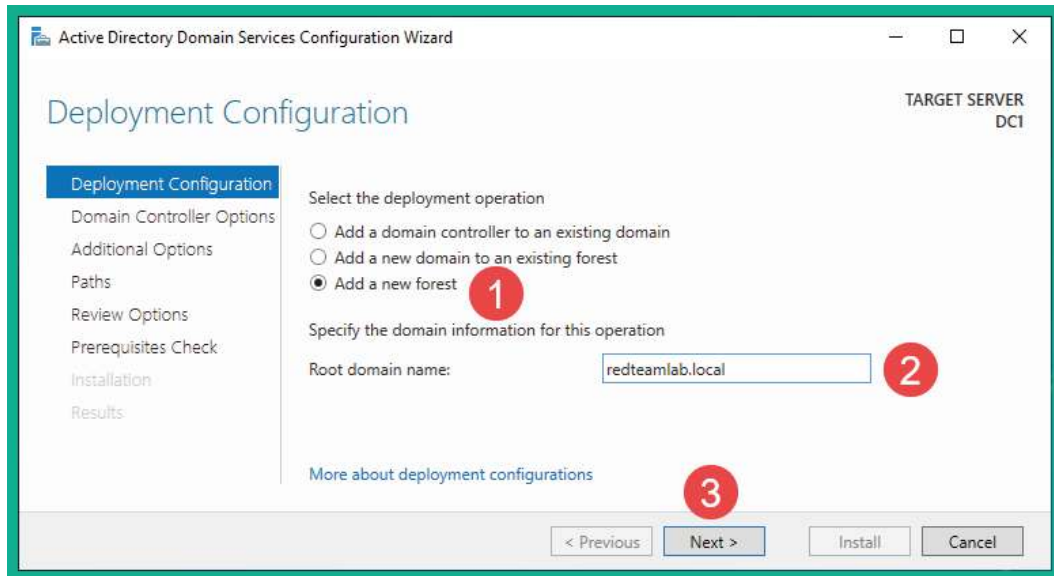 Active Directory Domain Services Configuration Wizard
Deployment Configuration
TARGET SERVER
DC1
Deployment Configuration
Domain Controller Options
Additional Options
Paths
Review Options
Prerequisites Check
Installation
Results
Select the deployment operation
Add a domain controller to an existing domain
Add a new domain to an existing forest
Add a new forest
1
Specify the domain information for this operation
Root domain name:
redteamlab.local
2
More about deployment configurations
3
< Previous
Next >
Install
Cancel